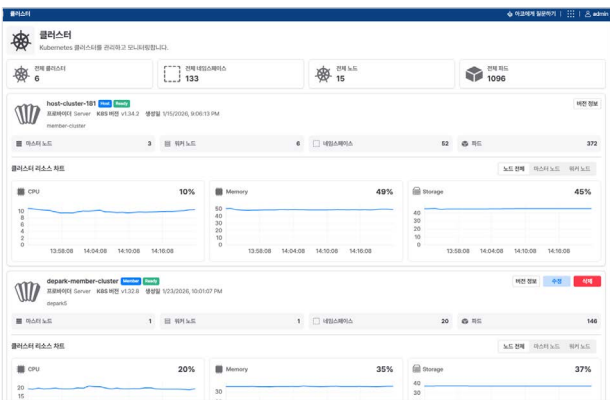 클러스터
아코에게 질문하기 admin
클러스터
Kubernetes 클러스터를 관리하고 모니터링합니다.
전체 클러스터 전체 네임스페이스 전체 노드 전체 파드
6 133 15 1096
host-cluster-181 Host Ready 버전 정보
프로바이더 Server K8S 버전 v1.34.2 생성일 1/15/2026, 9:06:13 PM
member-cluster
마스터 노드 3 워커 노드 6 네임스페이스 52 파드 372
클러스터 리소스 차트 노드 전체 마스터 노드 워커 노드
CPU 10% Memory 49% Storage 45%
10 8 6 4 2 0
50 40 30 20 10 0
40 30 20 10 0
13:58:08 14:04:08 14:10:08 14:16:08
13:58:08 14:04:08 14:10:08 14:16:08
13:58:08 14:04:08 14:10:08 14:16:08
depark-member-cluster Member Ready 버전 정보 수정 삭제
프로바이더 Server K8S 버전 v1.32.8 생성일 1/23/2026, 10:01:07 PM
depark5
마스터 노드 1 워커 노드 1 네임스페이스 20 파드 146
클러스터 리소스 차트 노드 전체 마스터 노드 워커 노드
CPU 20% Memory 35% Storage 37%
20 15
30
40 30